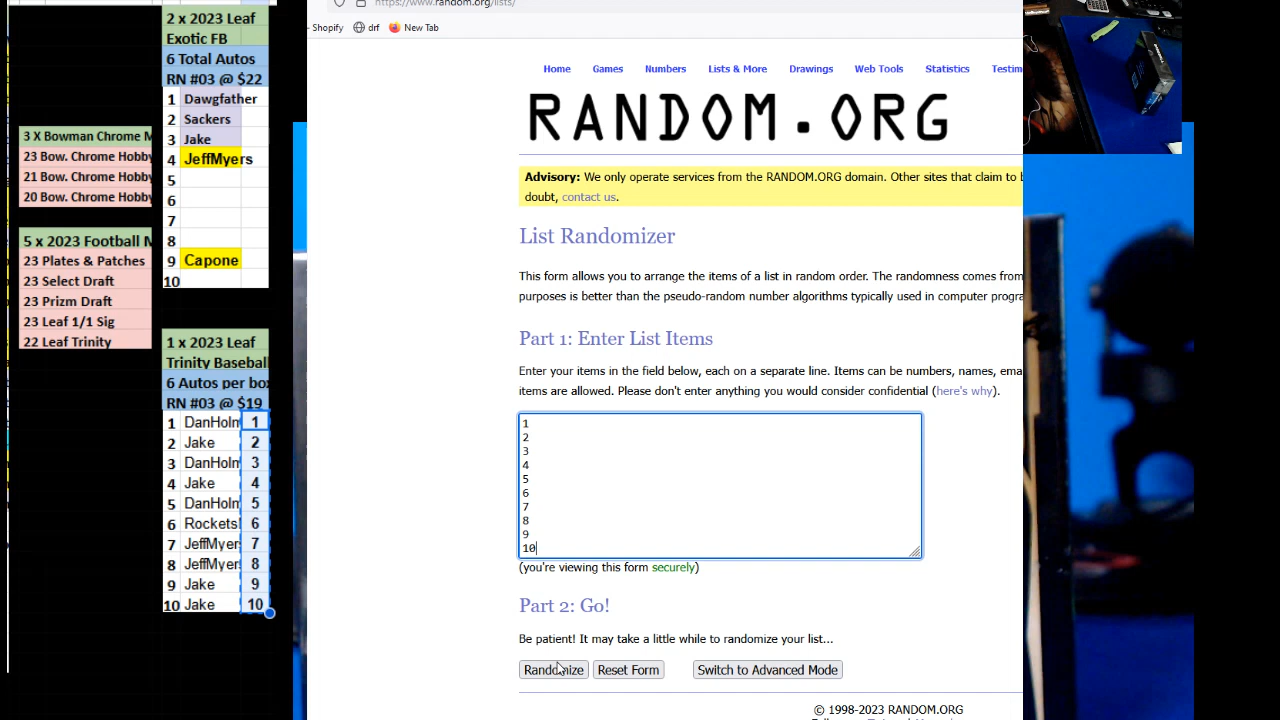 2 x 2023 Leaf
Exotic FB
6 Total Autos
RN #03 @ $22
1 Dawgfather
2 Sackers
3 Jake
4 JeffMyers
5
6
7
8
9 Capone
10
3 X Bowman Chrome M
23 Bow. Chrome Hobby
21 Bow. Chrome Hobby
20 Bow. Chrome Hobby
5 x 2023 Football M
23 Plates & Patches
23 Select Draft
23 Prizm Draft
23 Leaf 1/1 Sig
22 Leaf Trinity
1 x 2023 Leaf
Trinity Baseball
6 Autos per box
RN #03 @ $19
1 DanHolm 1
2 Jake 2
3 DanHolm 3
4 Jake 4
5 DanHolm 5
6 Rockets 6
7 JeffMyers 7
8 JeffMyers 8
9 Jake 9
10 Jake 10
https://www.random.org/lists/
Shopify drf New Tab
Home Games Numbers Lists & More Drawings Web Tools Statistics Testim
RANDOM.ORG
Advisory: We only operate services from the RANDOM.ORG domain. Other sites that claim to b
doubt, contact us.
List Randomizer
This form allows you to arrange the items of a list in random order. The randomness comes from
purposes is better than the pseudo-random number algorithms typically used in computer progra
Part 1: Enter List Items
Enter your items in the field below, each on a separate line. Items can be numbers, names, ema
items are allowed. Please don't enter anything you would consider confidential (here's why).
1
2
3
4
5
6
7
8
9
10
(you're viewing this form securely)
Part 2: Go!
Be patient! It may take a little while to randomize your list...
Randomize Reset Form Switch to Advanced Mode
© 1998-2023 RANDOM.ORG